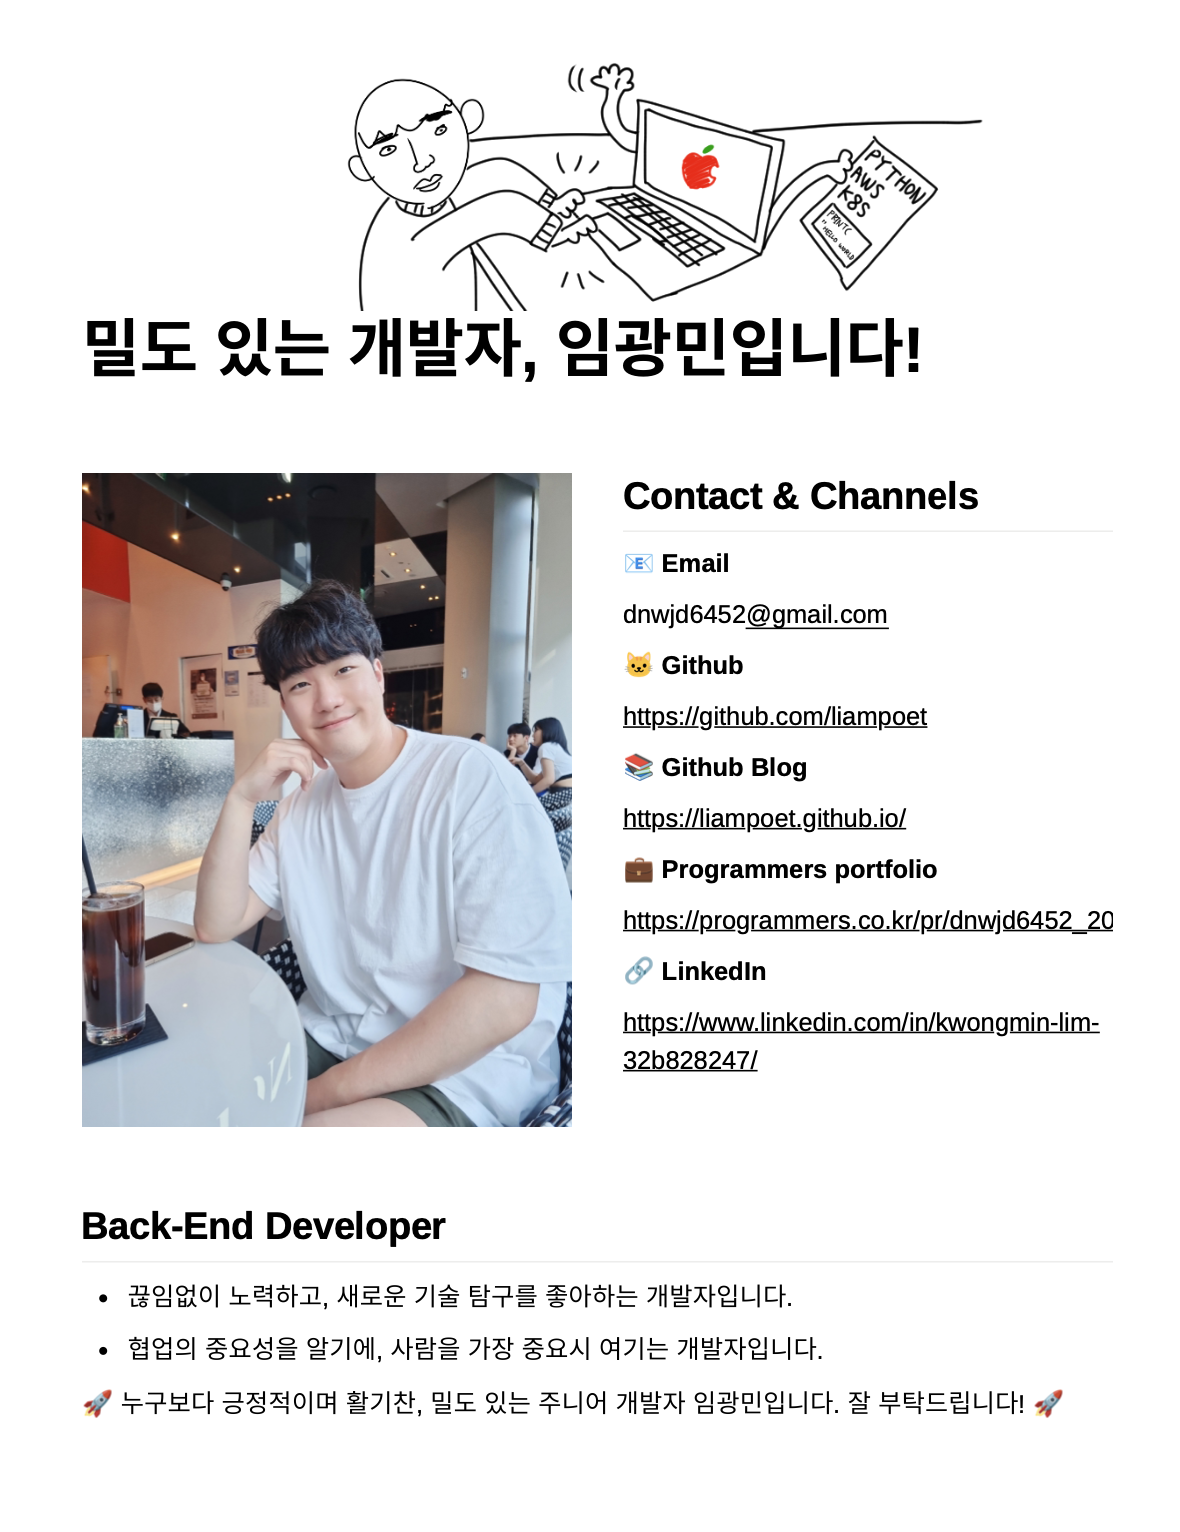 PYTHON
AWS
K8S
PRINTC
"HELLO WORLD
밀도 있는 개발자, 임광민입니다!
Contact & Channels
📧 Email
dnwjd6452@gmail.com
🐱 Github
https://github.com/liampoet
📚 Github Blog
https://liampoet.github.io/
💼 Programmers portfolio
https://programmers.co.kr/pr/dnwjd6452_20
🔗 LinkedIn
https://www.linkedin.com/in/kwongmin-lim-
32b828247/
Back-End Developer
• 끊임없이 노력하고, 새로운 기술 탐구를 좋아하는 개발자입니다.
• 협업의 중요성을 알기에, 사람을 가장 중요시 여기는 개발자입니다.
🚀 누구보다 긍정적이며 활기찬, 밀도 있는 주니어 개발자 임광민입니다. 잘 부탁드립니다! 🚀